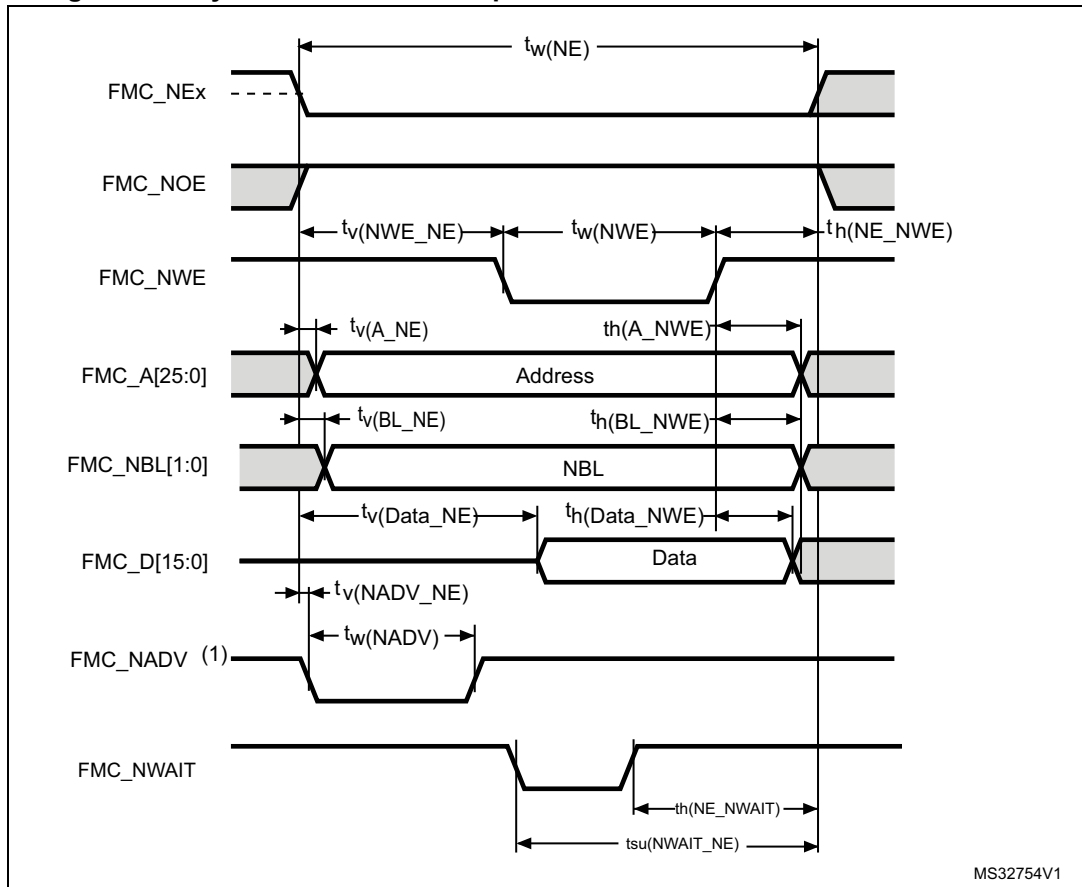 tw(NE)
FMC_NEx
FMC_NOE
tv(NWE_NE) tw(NWE) th(NE_NWE)
FMC_NWE
tv(A_NE) th(A_NWE)
FMC_A[25:0] Address
tv(BL_NE) th(BL_NWE)
FMC_NBL[1:0] NBL
tv(Data_NE) th(Data_NWE)
FMC_D[15:0] Data
tv(NADV_NE)
tw(NADV)
FMC_NADV (1)
FMC_NWAIT
th(NE_NWAIT)
tsu(NWAIT_NE)
MS32754V1